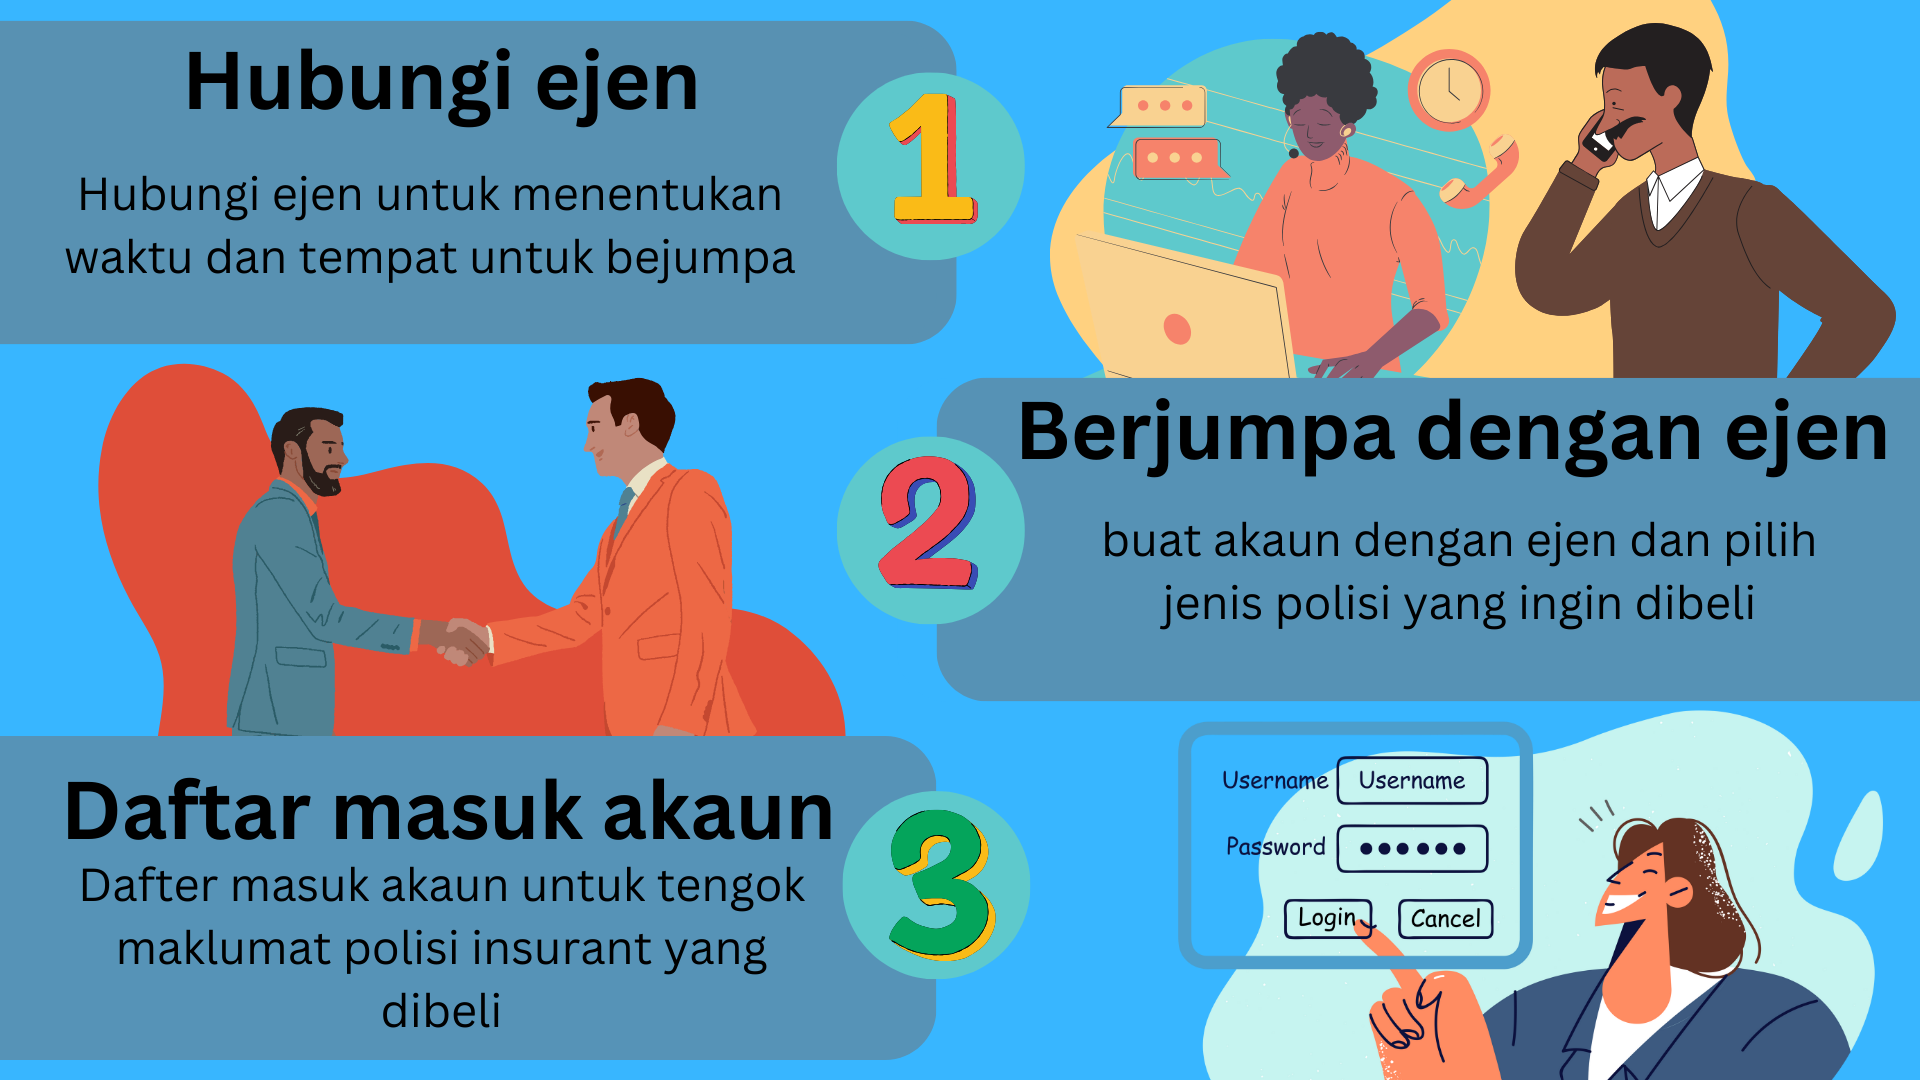 Hubungi ejen
Hubungi ejen untuk menentukan
waktu dan tempat untuk bejumpa
1
Berjumpa dengan ejen
buat akaun dengan ejen dan pilih
jenis polisi yang ingin dibeli
2
Daftar masuk akaun
Dafter masuk akaun untuk tengok
maklumat polisi insurant yang
dibeli
3
Username Username
Password
Login Cancel